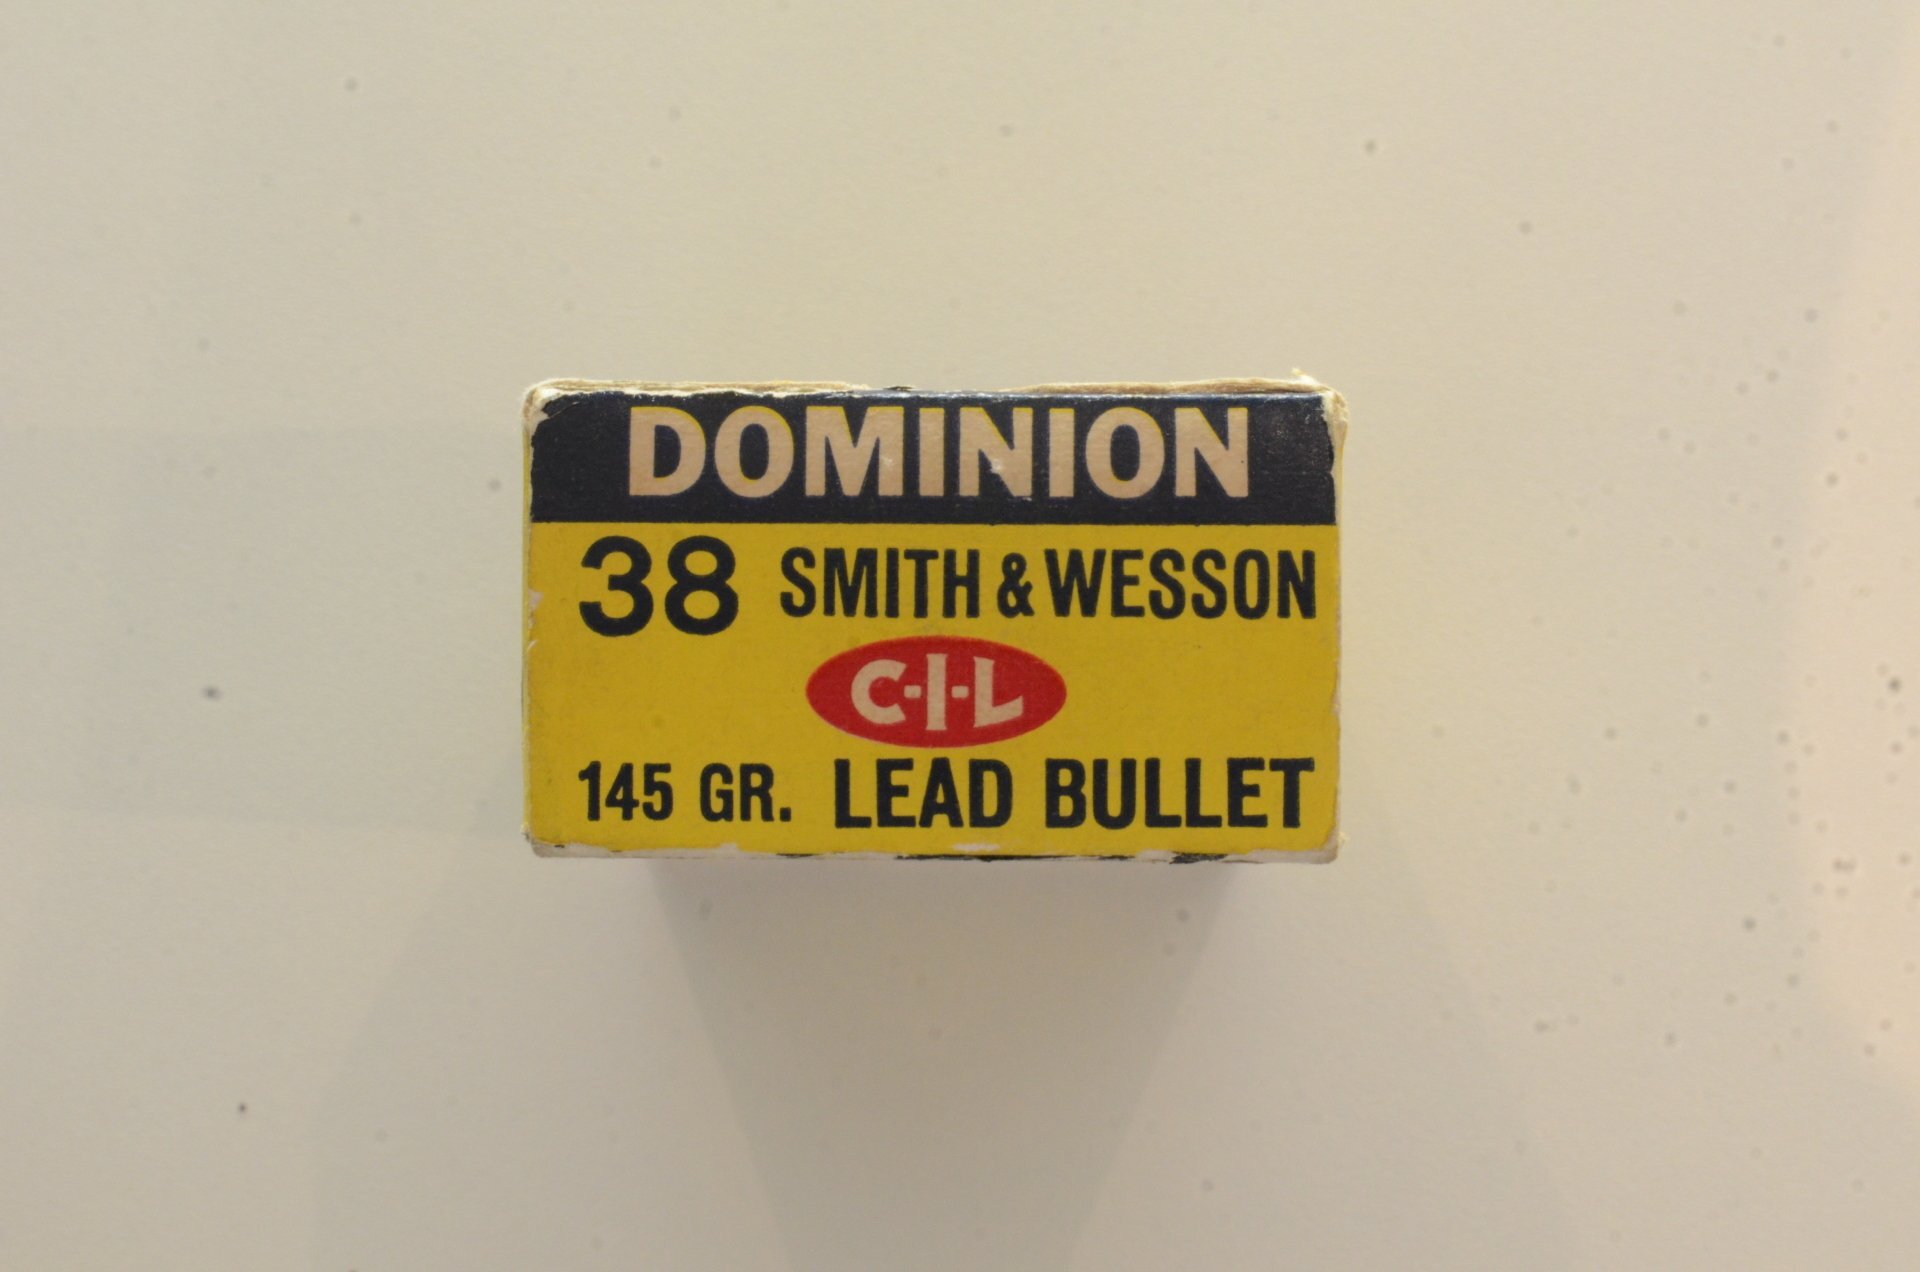 DOMINION
38 SMITH & WESSON
C-I-L
145 GR. LEAD BULLET